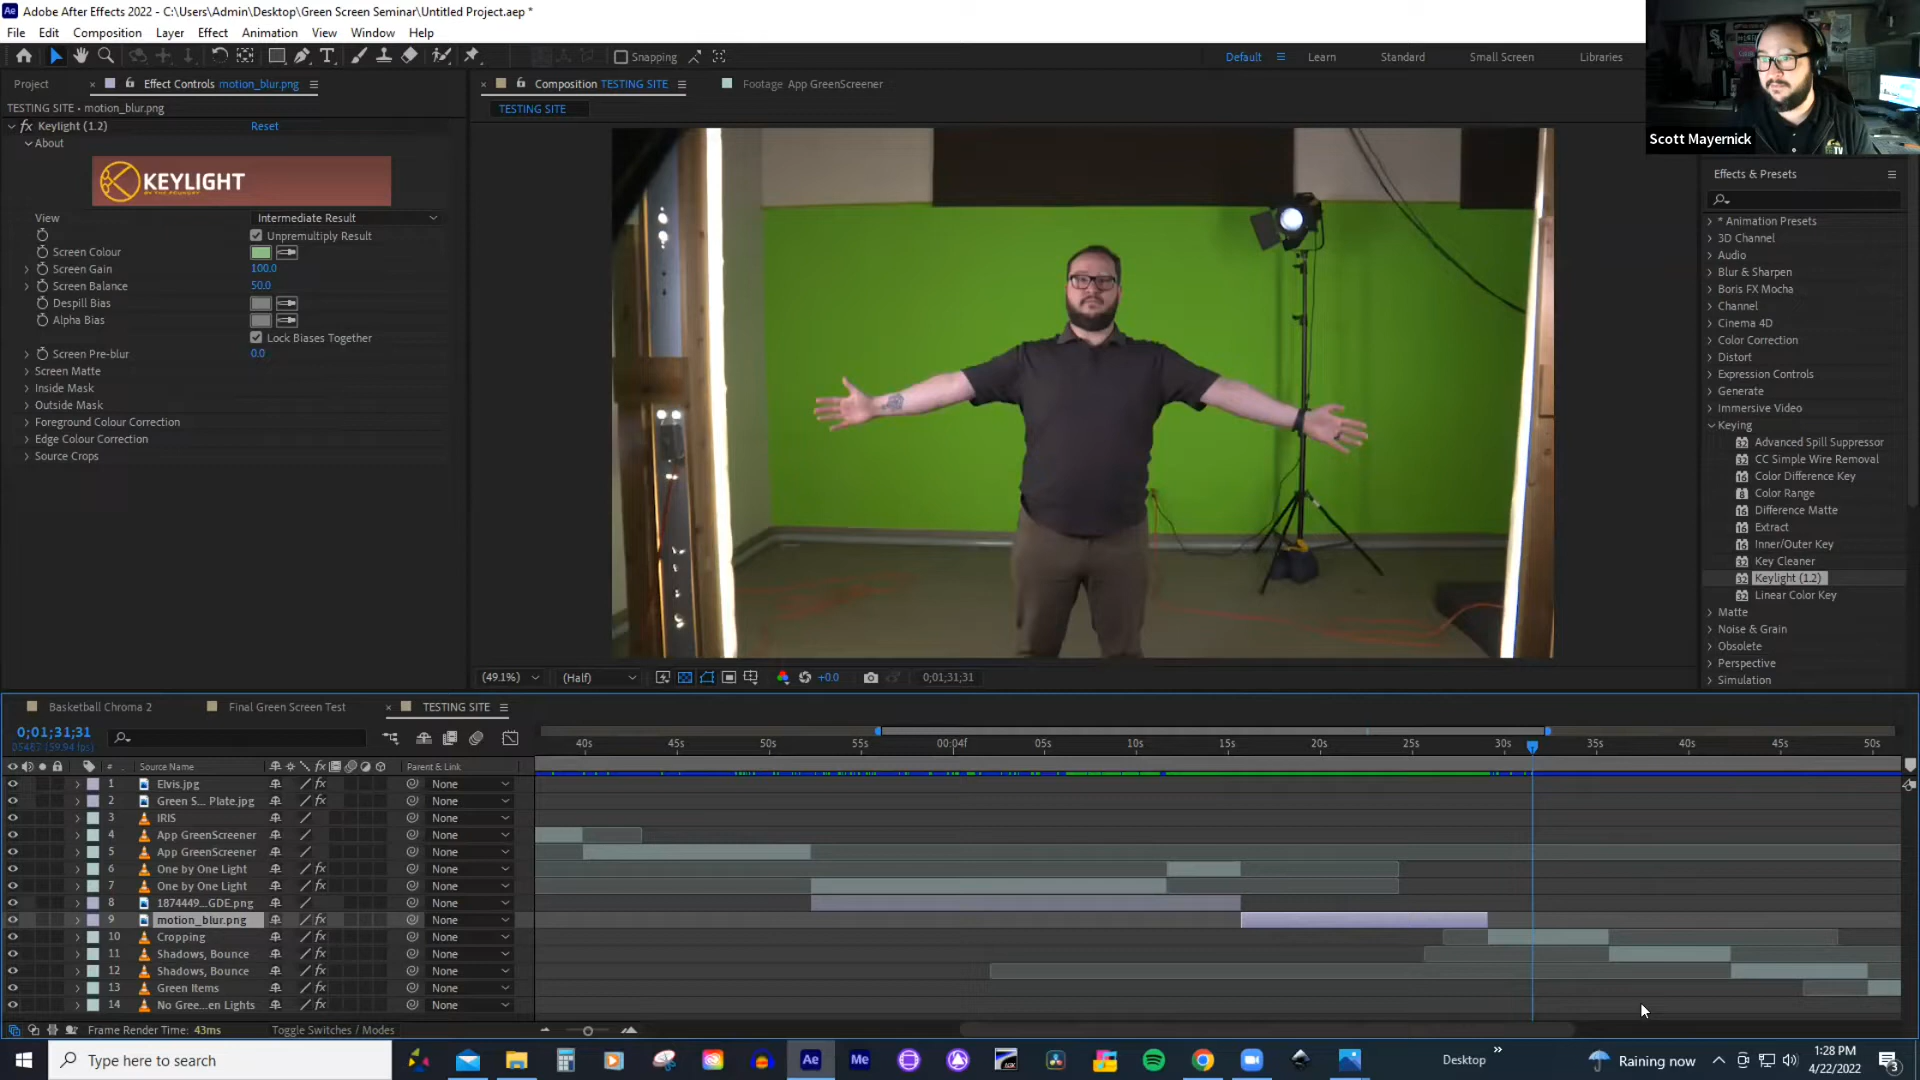 Adobe After Effects 2022 - C:\Users\Admin\Desktop\Green Screen Seminar\Untitled Project.aep *
File Edit Composition Layer Effect Animation View Window Help
Snapping
Default Learn Standard Small Screen Libraries
Scott Mayernick
Project Effect Controls motion_blur.png
TESTING SITE • motion_blur.png
fx Keylight (1.2) Reset
About
KEYLIGHT
View Intermediate Result
Unpremultiply Result
Screen Colour
Screen Gain 100.0
Screen Balance 50.0
Despill Bias
Alpha Bias
Lock Biases Together
Screen Pre-blur 0.0
Screen Matte
Inside Mask
Outside Mask
Foreground Colour Correction
Edge Colour Correction
Source Crops
Composition TESTING SITE Footage App GreenScreener
TESTING SITE
(49.1%) (Half) +0.0 0;01;31;31
Effects & Presets
* Animation Presets
3D Channel
Audio
Blur & Sharpen
Boris FX Mocha
Channel
Cinema 4D
Color Correction
Distort
Expression Controls
Generate
Immersive Video
Keying
Advanced Spill Suppressor
CC Simple Wire Removal
Color Difference Key
Color Range
Difference Matte
Extract
Inner/Outer Key
Key Cleaner
Keylight (1.2)
Linear Color Key
Matte
Noise & Grain
Obsolete
Perspective
Simulation
Basketball Chroma 2 Final Green Screen Test TESTING SITE
0;01;31;31
05487 (59.94 fps)
40s 45s 50s 55s 00:04f 05s 10s 15s 20s 25s 30s 35s 40s 45s 50s
# Source Name Parent & Link
1 Elvis.jpg None
2 Green S... Plate.jpg None
3 IRIS None
4 App GreenScreener None
5 App GreenScreener None
6 One by One Light None
7 One by One Light None
8 1874449...GDE.png None
9 motion_blur.png None
10 Cropping None
11 Shadows, Bounce None
12 Shadows, Bounce None
13 Green Items None
14 No Gree...en Lights None
Frame Render Time: 43ms Toggle Switches / Modes
Type here to search
Ae Me
Desktop
Raining now
1:28 PM
4/22/2022
3